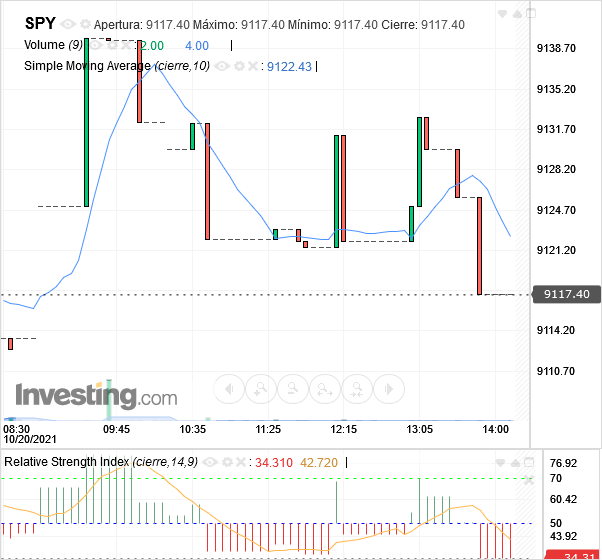 SPY Apertura: 9117.40 Máximo: 9117.40 Mínimo: 9117.40 Cierre: 9117.40
Volume (9) 2.00 4.00
Simple Moving Average (cierre,10) : 9122.43
9138.70
9135.20
9131.70
9128.20
9124.70
9121.20
9117.40
9114.20
9110.70
Investing.com
08:30 09:45 10:35 11:25 12:15 13:05 14:00
10/20/2021
Relative Strength Index (cierre,14,9) : 34.310 42.720
76.92
70
60.42
50
43.92
34.31